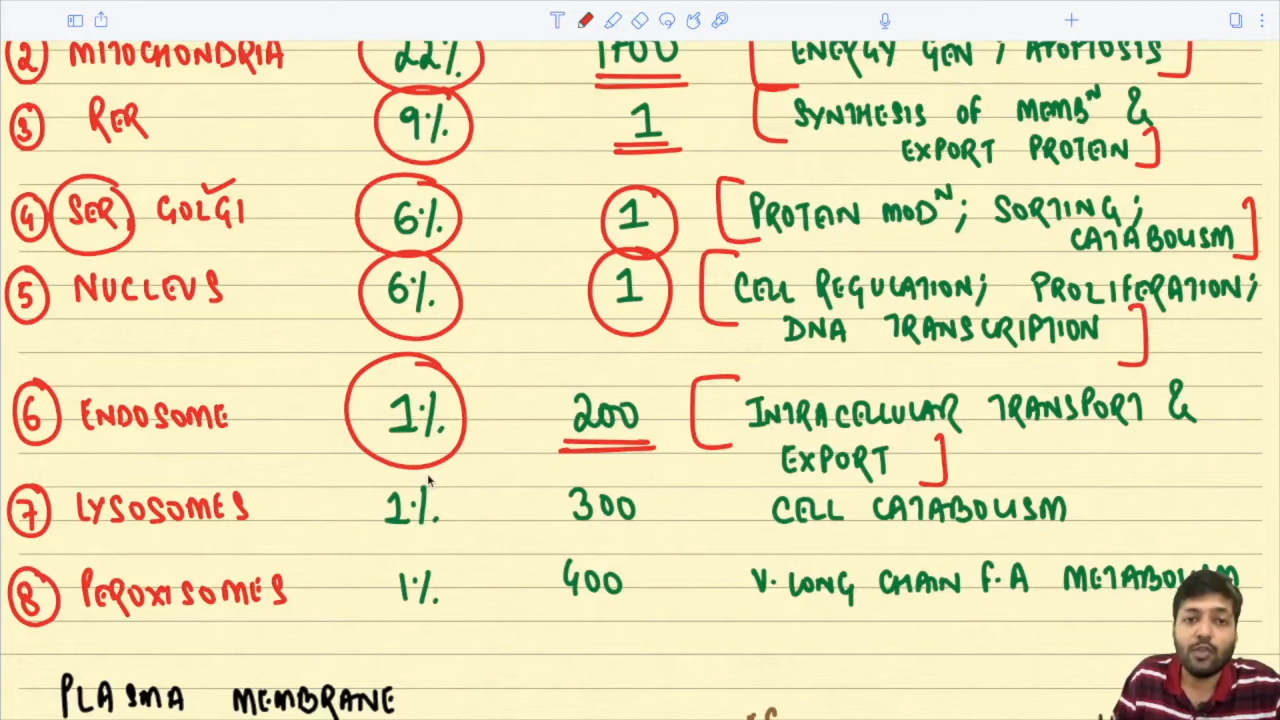 2 MITOCHONDRIA 22% 1700 ENERGY GEN ; APOPTOSIS
3 RER 9% 1 SYNTHESIS OF MEMBᴺ &
EXPORT PROTEIN
4 SER, GOLGI 6% 1 PROTEIN MODᴺ; SORTING;
CATABOLISM
5 NUCLEUS 6% 1 CELL REGULATION; PROLIFERATION;
DNA TRANSCRIPTION
6 ENDOSOME 1% 200 INTRACELLULAR TRANSPORT &
EXPORT
7 LYSOSOMES 1% 300 CELL CATABOLISM
8 PEROXISOMES 1% 400 V. LONG CHAIN F.A METABOLISM
PLASMA MEMBRANE